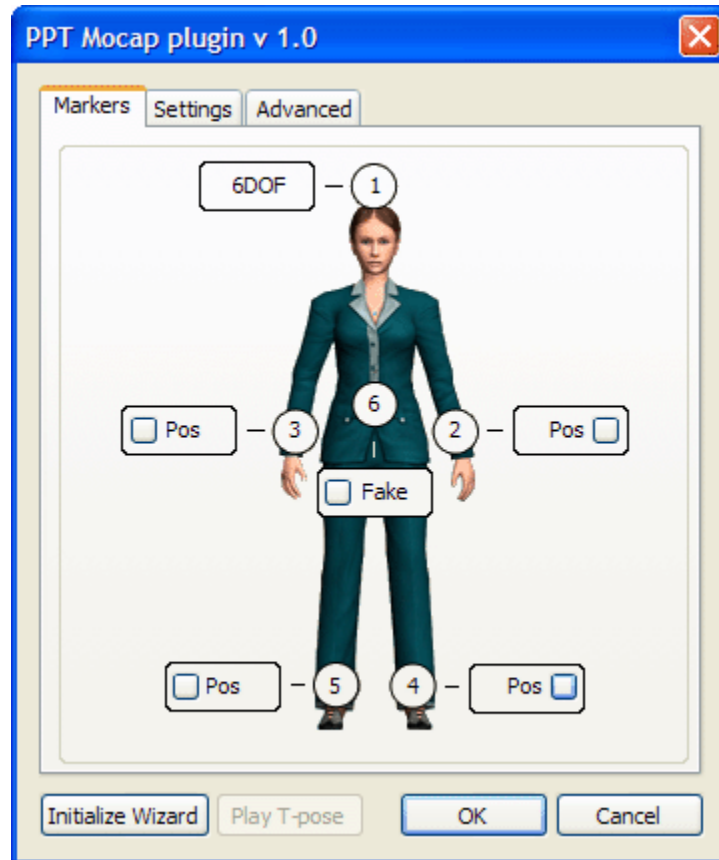 PPT Mocap plugin v 1.0
Markers Settings Advanced
6DOF 1
6
Pos 3 2 Pos
Fake
Pos 5 4 Pos
Initialize Wizard Play T-pose OK Cancel